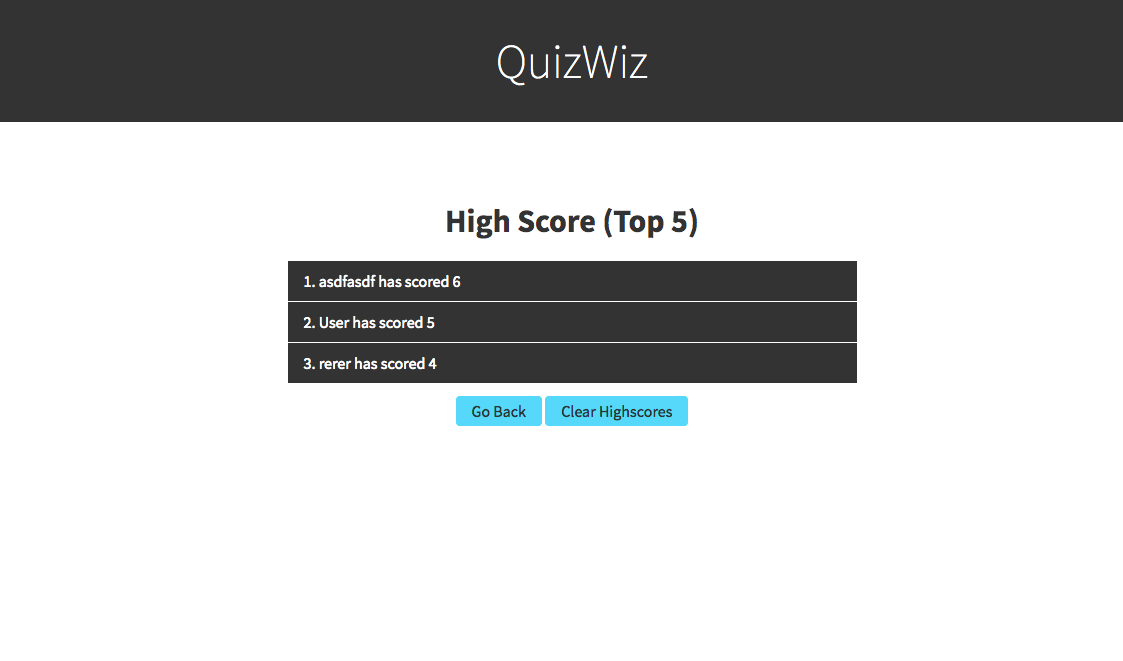 QuizWiz
High Score (Top 5)
1. asdfasdf has scored 6
2. User has scored 5
3. rerer has scored 4
Go Back Clear Highscores